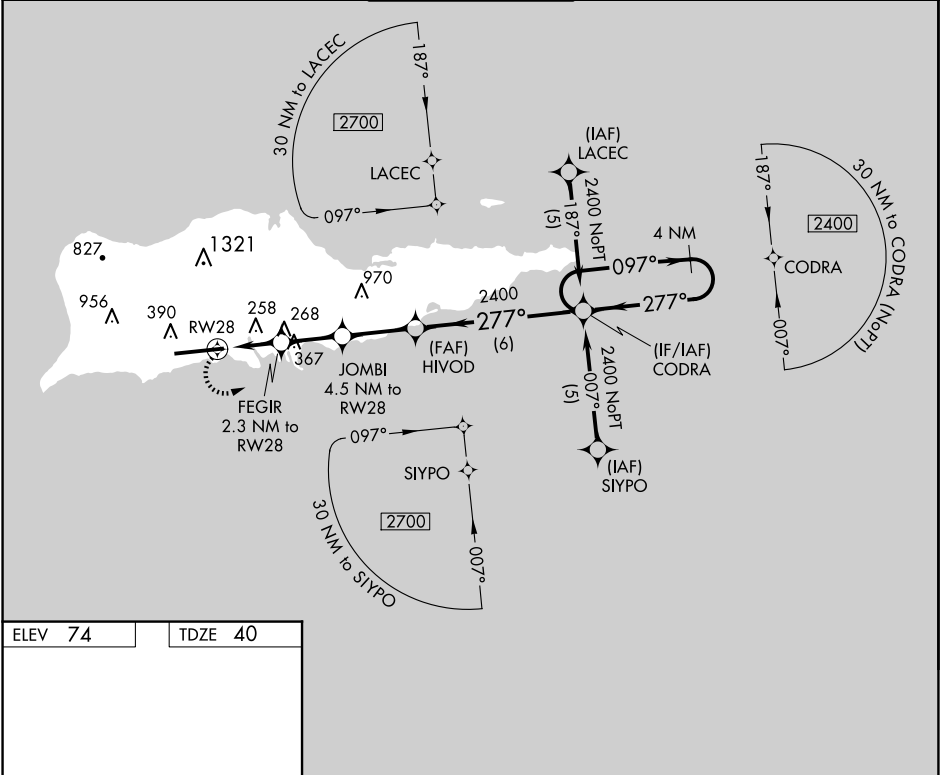 30 NM to LACEC
187°
2700
LACEC
097°
(IAF)
LACEC
2400 NoPT
187°
(5)
4 NM
097°
277°
187°
30 NM to CODRA (NoPT)
2400
CODRA
007°
827
1321
956
390
258
268
970
RW28
367
2400
277°
(6)
(FAF)
HIVOD
JOMBI
4.5 NM to
RW28
FEGIR
2.3 NM to
RW28
(IF/IAF)
CODRA
2400 NoPT
007°
(5)
(IAF)
SIYPO
097°
SIYPO
2700
30 NM to SIYPO
007°
ELEV 74
TDZE 40